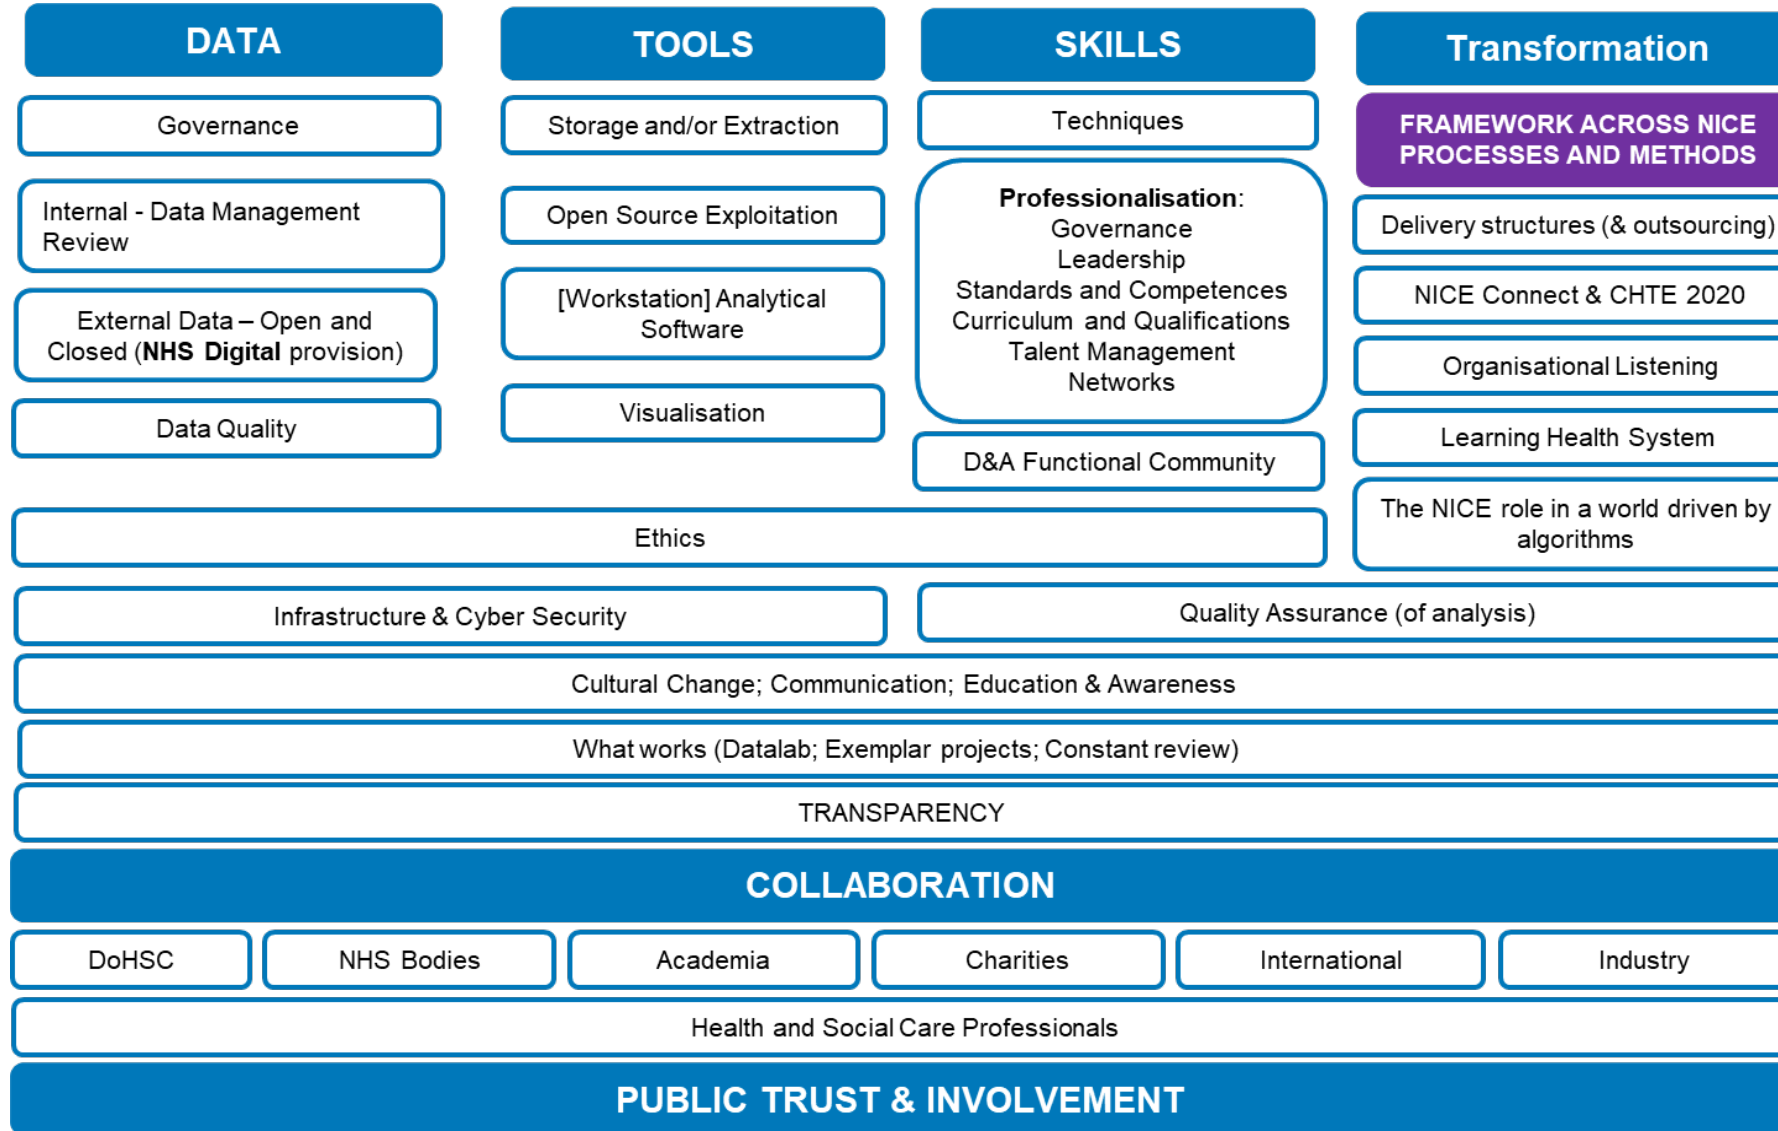 DATA
Governance
Internal - Data Management
Review
External Data – Open and
Closed (NHS Digital provision)
Data Quality
TOOLS
Storage and/or Extraction
Open Source Exploitation
[Workstation] Analytical
Software
Visualisation
SKILLS
Techniques
Professionalisation:
Governance
Leadership
Standards and Competences
Curriculum and Qualifications
Talent Management
Networks
D&A Functional Community
Transformation
FRAMEWORK ACROSS NICE
PROCESSES AND METHODS
Delivery structures (& outsourcing)
NICE Connect & CHTE 2020
Organisational Listening
Learning Health System
The NICE role in a world driven by
algorithms
Ethics
Infrastructure & Cyber Security
Quality Assurance (of analysis)
Cultural Change; Communication; Education & Awareness
What works (Datalab; Exemplar projects; Constant review)
TRANSPARENCY
COLLABORATION
DoHSC
NHS Bodies
Academia
Charities
International
Industry
Health and Social Care Professionals
PUBLIC TRUST & INVOLVEMENT